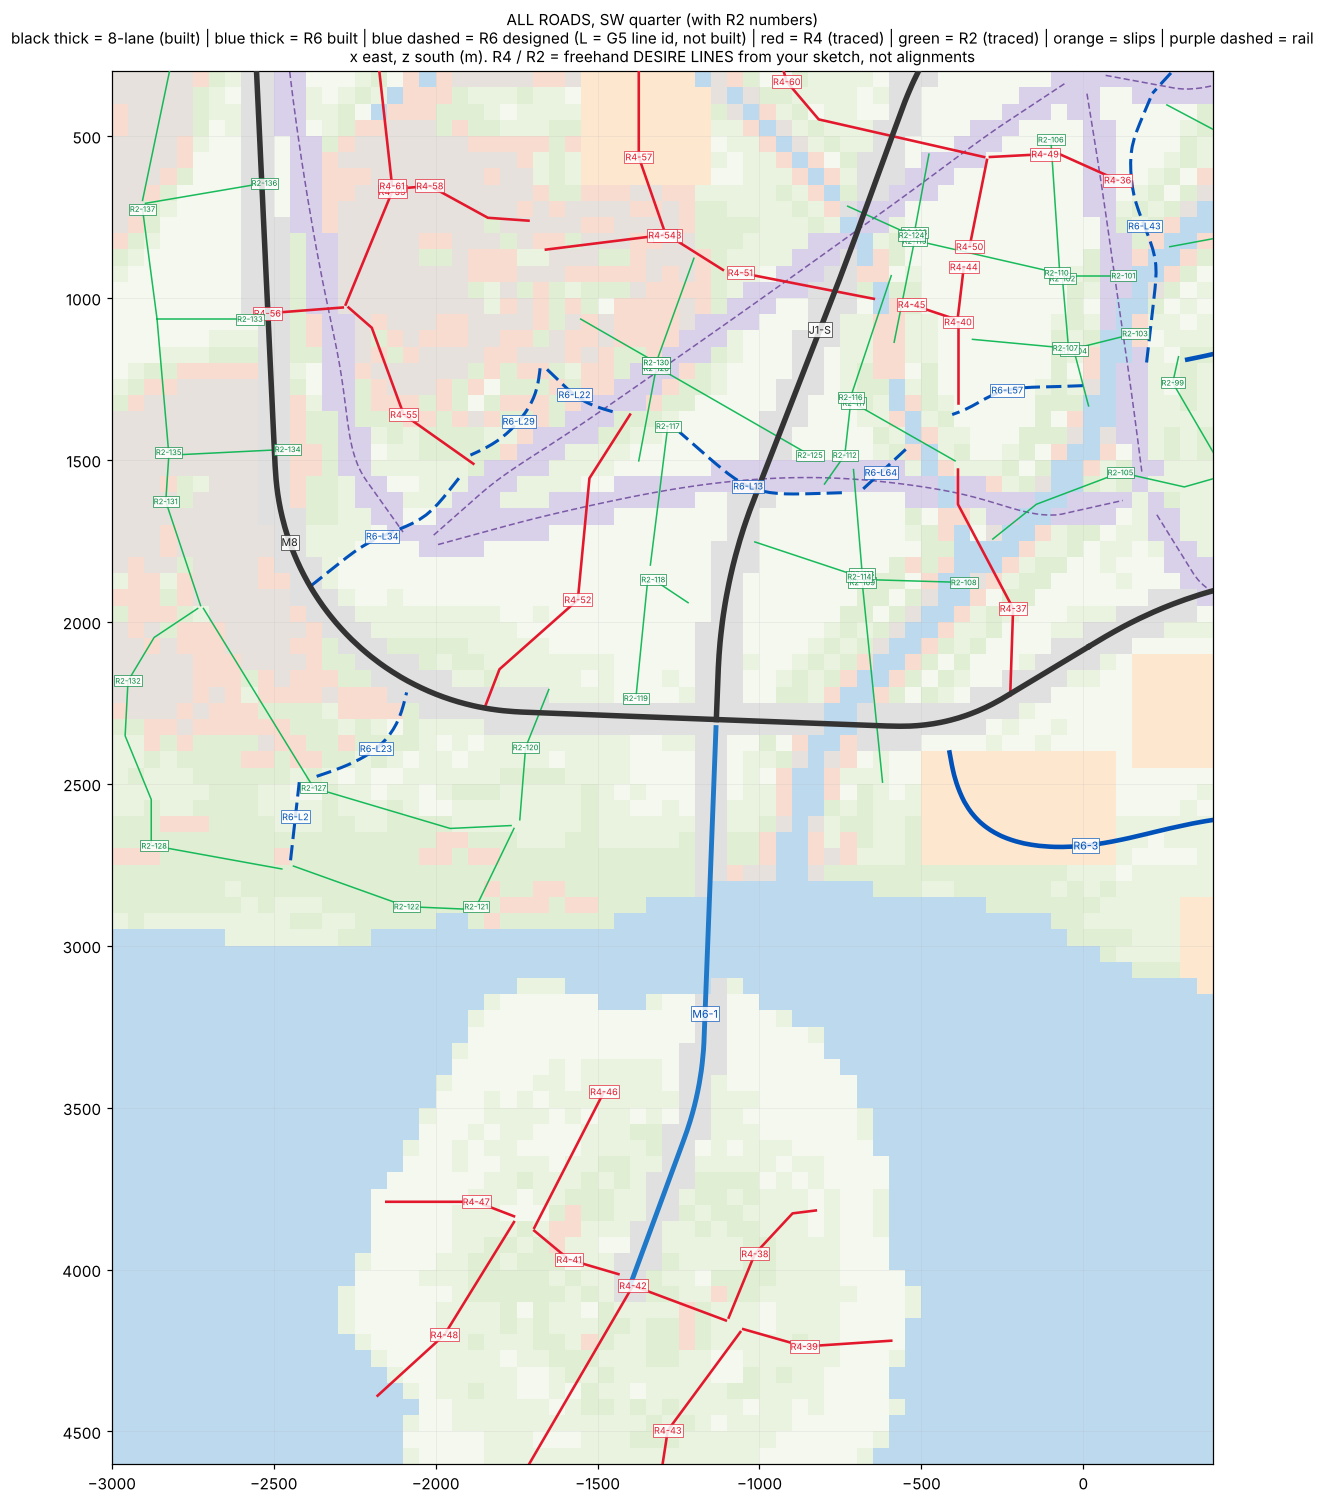 ALL ROADS, SW quarter (with R2 numbers)
black thick = 8-lane (built) | blue thick = R6 built | blue dashed = R6 designed (L = G5 line id, not built) | red = R4 (traced) | green = R2 (traced) | orange = slips | purple dashed = rail
x east, z south (m). R4 / R2 = freehand DESIRE LINES from your sketch, not alignments
R4-60
500
R2-106
R4-57
R4-49
R2-136
R4-61
R4-58
R4-36
R2-137
R6-L43
R4-54
R2-124
R4-50
R4-44
R4-51
R2-110
R2-101
1000
R4-45
R4-56
R2-133
R4-40
J1-S
R2-103
R2-107
R2-130
R2-99
R6-L57
R6-L22
R2-116
R4-55
R6-L29
R2-117
R2-134
R2-135
R2-125
R2-112
1500
R6-L64
R2-105
R6-L13
R2-131
R6-L34
M8
R2-114
R2-118
R2-108
R4-52
R4-37
2000
R2-132
R2-119
R6-L23
R2-120
2500
R2-127
R6-L2
R2-128
R6-3
R2-122
R2-121
3000
M6-1
R4-46
3500
R4-47
R4-41
R4-38
4000
R4-42
R4-48
R4-39
R4-43
4500
−3000
−2500
−2000
−1500
−1000
−500
0